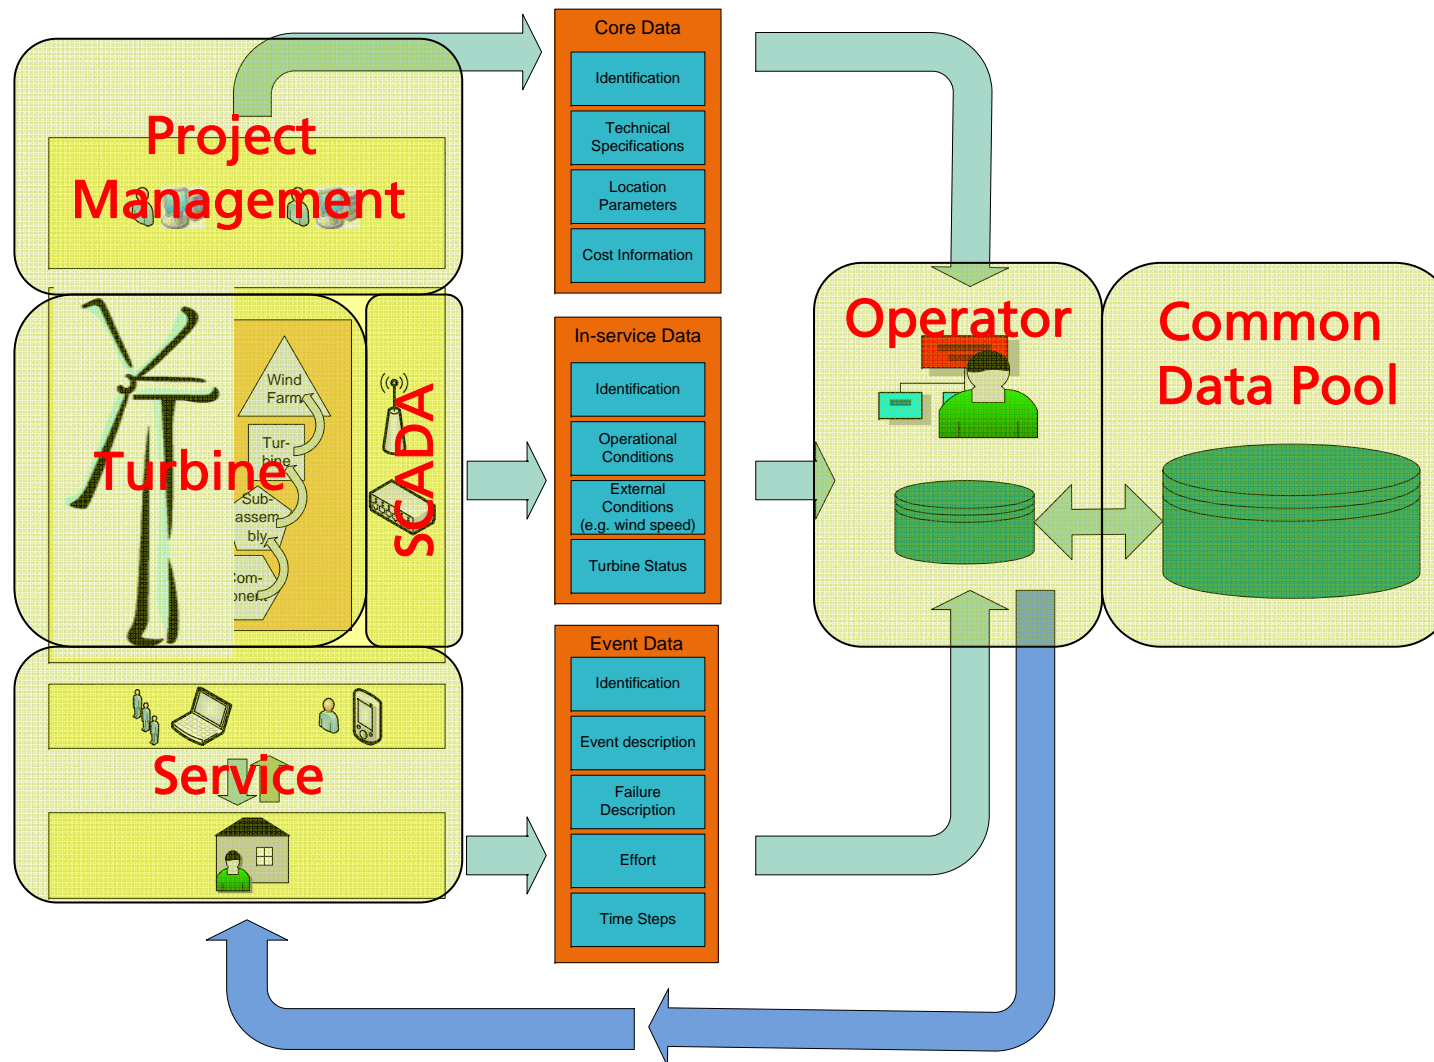 Project
Management
Core Data
Identification
Technical
Specifications
Location
Parameters
Cost Information
Turbine
Wind
Farm
Tur-
bine
Sub-
assem
bly
Com-
onent
SCADA
In-service Data
Identification
Operational
Conditions
External
Conditions
(e.g. wind speed)
Turbine Status
Operator
Common
Data Pool
Service
Event Data
Identification
Event description
Failure
Description
Effort
Time Steps